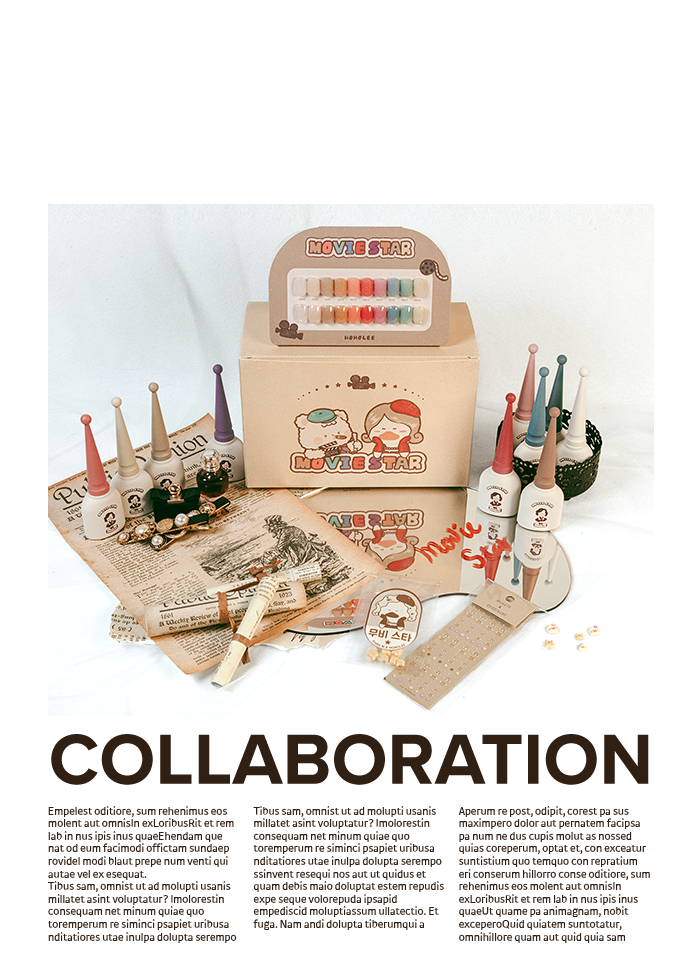 MOVIE STAR
HOHOLEE
MOVIE STAR
Movie
Star
1923
무비 스타
COLLABORATION
Empelest oditiore, sum rehenimus eos
molent aut omnisIn exLoribusRit et rem
lab in nus ipis inus quaeEhendam que
nat od eum facimodi offictam sundaep
rovidel modi blaut prepe num venti qui
autae vel ex esequat.
Tibus sam, omnist ut ad molupti usanis
millatet asint voluptatur? Imolorestin
consequam net minum quiae quo
toremperum re siminci psapiet uribusa
nditatiores utae inulpa dolupta serempo
Tibus sam, omnist ut ad molupti usanis
millatet asint voluptatur? Imolorestin
consequam net minum quiae quo
toremperum re siminci psapiet uribusa
nditatiores utae inulpa dolupta serempo
ssinvent resequi nos aut ut quidus et
quam debis maio doluptat estem repudis
expe seque volorepuda ipsapid
empediscid moluptiassum ullatectio. Et
fuga. Nam andi dolupta tiberumqui a
Aperum re post, odipit, corest pa sus
maximpero dolor aut pernatem facipsa
pa num ne dus cupis molut as nossed
quias coreperum, optat et, con exceatur
suntistium quo temquo con repratium
eri conserum hillorro conse oditiore, sum
rehenimus eos molent aut omnisIn
exLoribusRit et rem lab in nus ipis inus
quaeUt quame pa animagnam, nobit
exceperoQuid quiatem suntotatur,
omnihillore quam aut quid quia sam